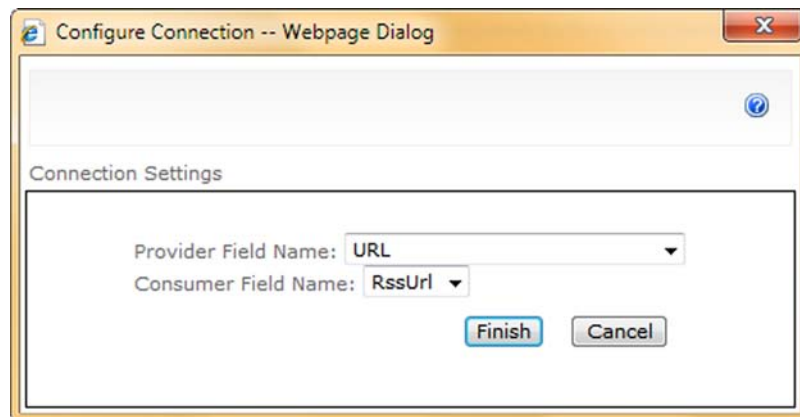 Configure Connection -- Webpage Dialog
Connection Settings
Provider Field Name: URL
Consumer Field Name: RssUrl
Finish Cancel